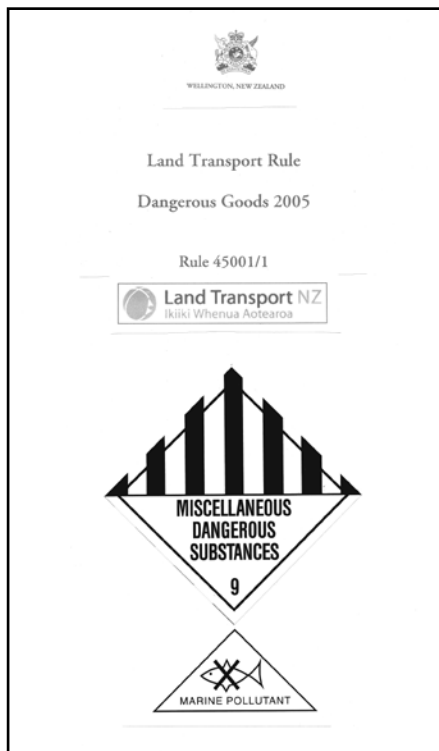 WELLINGTON, NEW ZEALAND
Land Transport Rule
Dangerous Goods 2005
Rule 45001/1
Land Transport NZ
Ikiiki Whenua Aotearoa
MISCELLANEOUS
DANGEROUS
SUBSTANCES
9
MARINE POLLUTANT